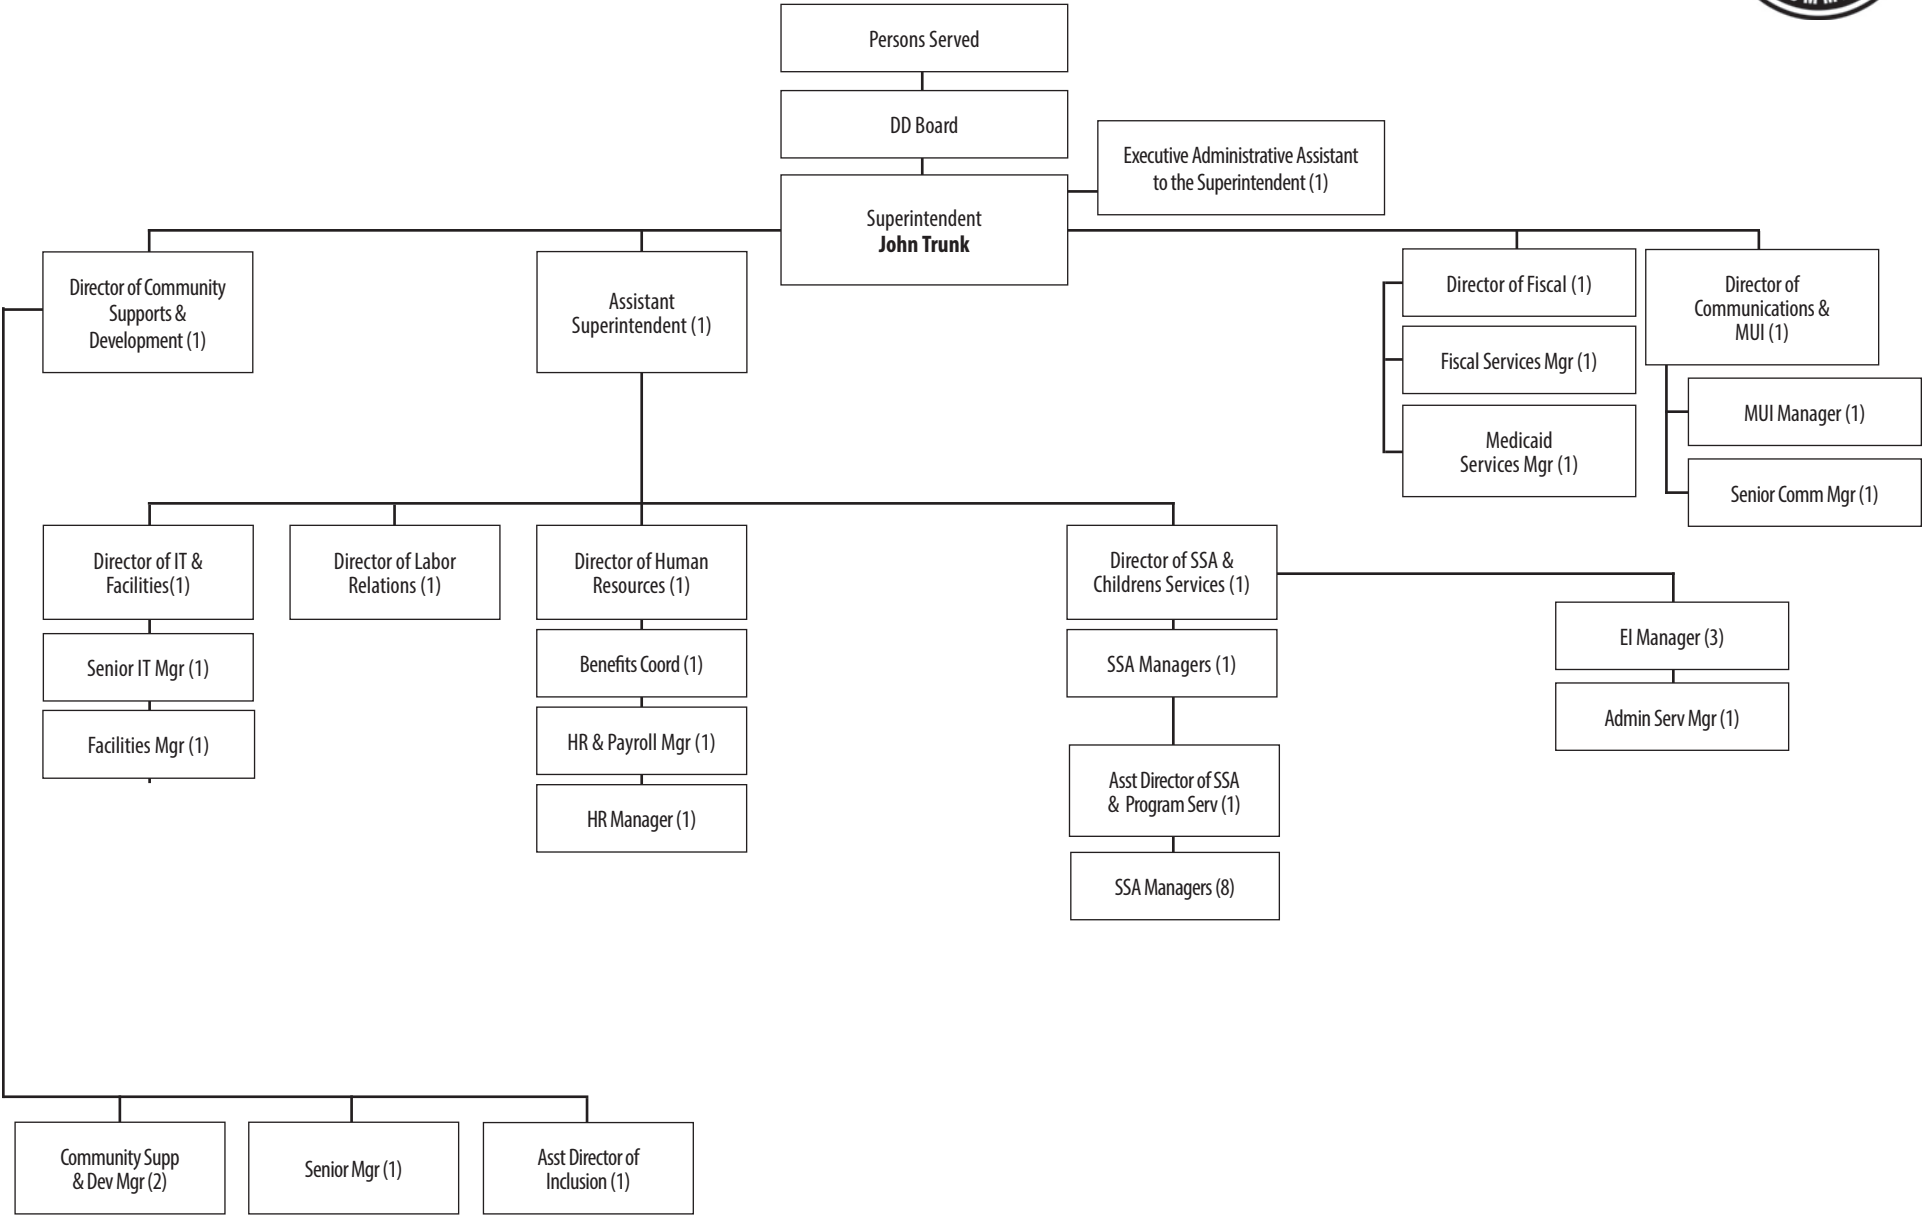 Persons Served
DD Board
Executive Administrative Assistant
to the Superintendent (1)
Superintendent
John Trunk
Director of Community
Supports &
Development (1)
Assistant
Superintendent (1)
Director of Fiscal (1)
Fiscal Services Mgr (1)
Medicaid
Services Mgr (1)
Director of
Communications &
MUI (1)
MUI Manager (1)
Senior Comm Mgr (1)
Director of IT &
Facilities(1)
Senior IT Mgr (1)
Facilities Mgr (1)
Director of Labor
Relations (1)
Director of Human
Resources (1)
Benefits Coord (1)
HR & Payroll Mgr (1)
HR Manager (1)
Director of SSA &
Childrens Services (1)
SSA Managers (1)
Asst Director of SSA
& Program Serv (1)
SSA Managers (8)
EI Manager (3)
Admin Serv Mgr (1)
Community Supp
& Dev Mgr (2)
Senior Mgr (1)
Asst Director of
Inclusion (1)